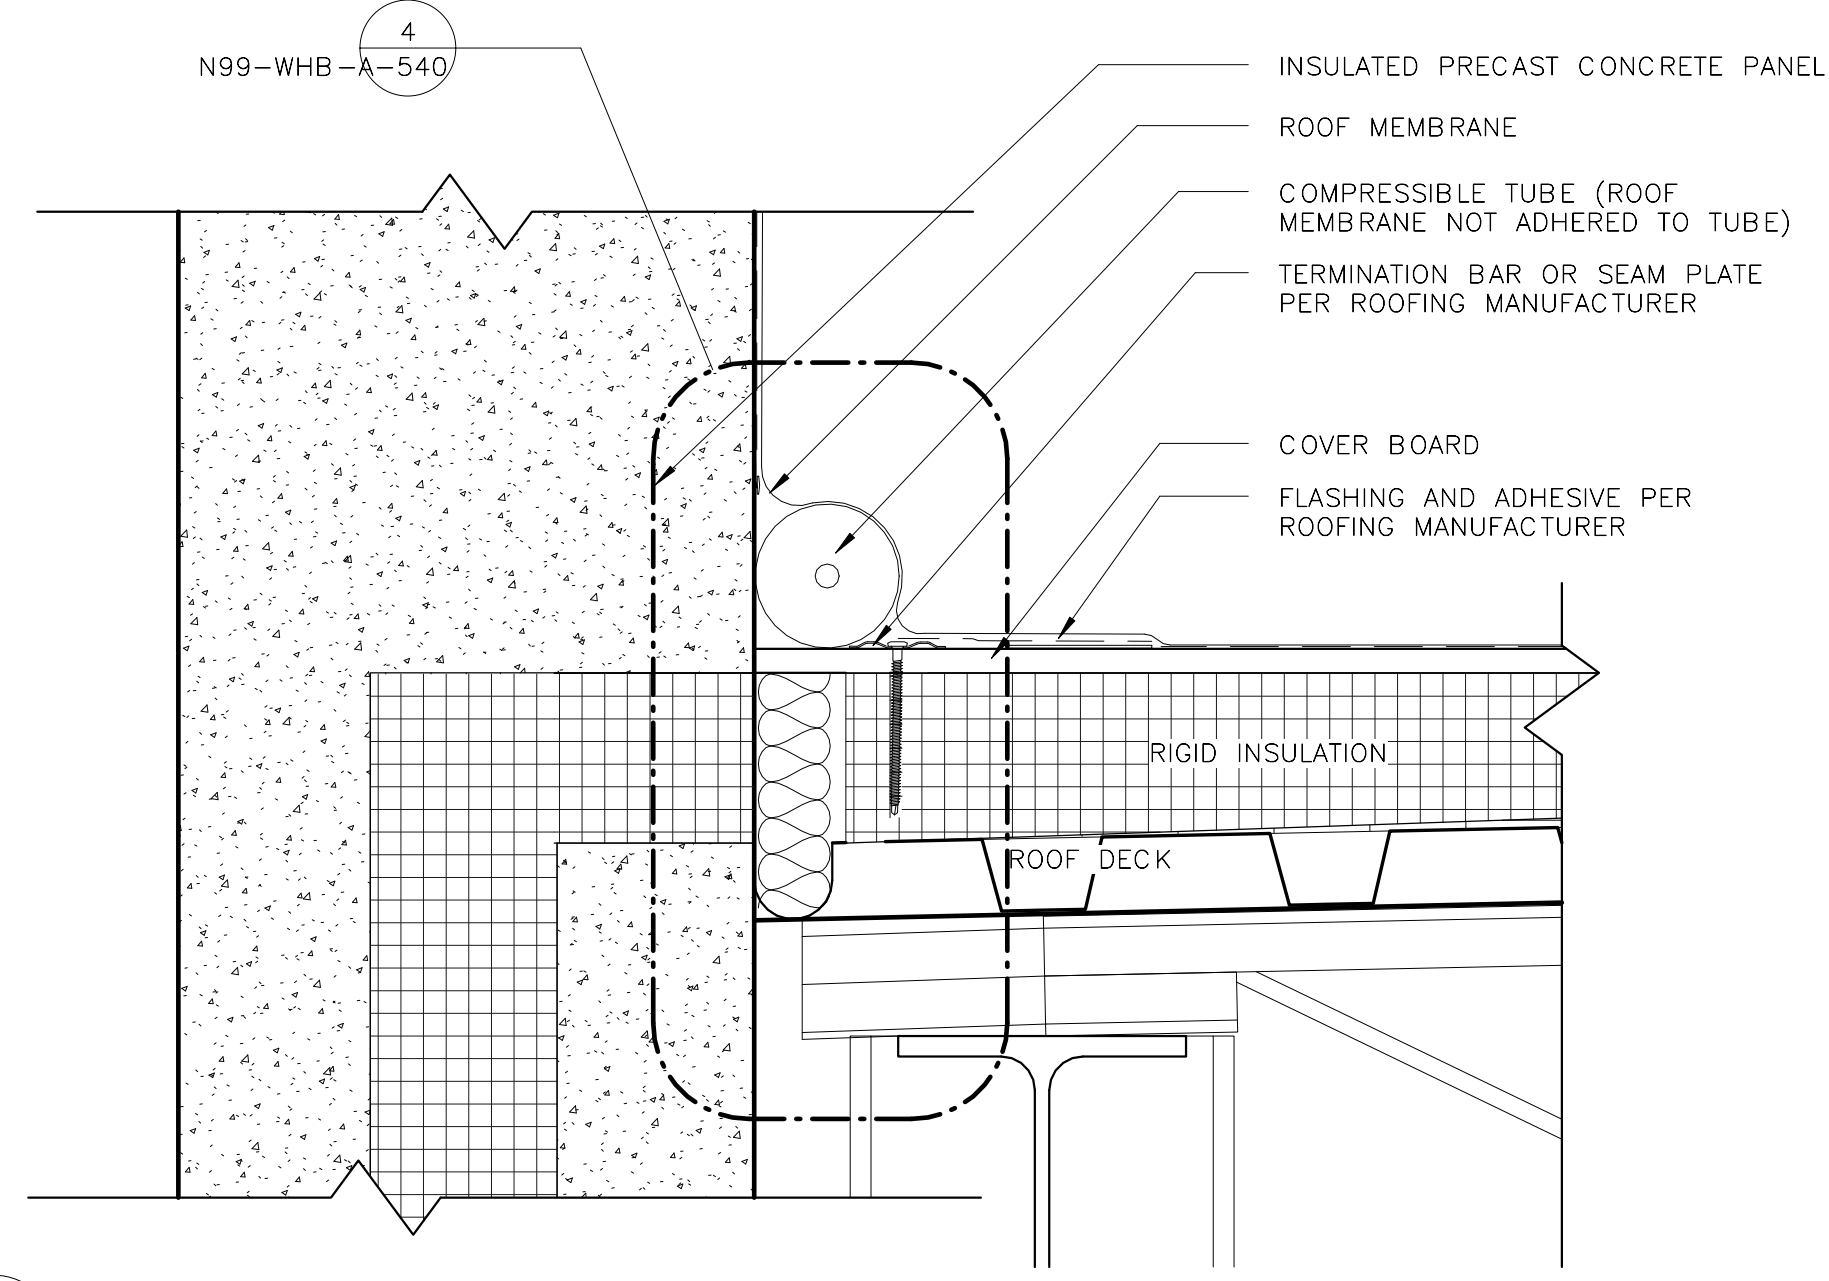 4
N99-WHB-A-540
INSULATED PRECAST CONCRETE PANEL
ROOF MEMBRANE
COMPRESSIBLE TUBE (ROOF
MEMBRANE NOT ADHERED TO TUBE)
TERMINATION BAR OR SEAM PLATE
PER ROOFING MANUFACTURER
COVER BOARD
FLASHING AND ADHESIVE PER
ROOFING MANUFACTURER
RIGID INSULATION
ROOF DECK